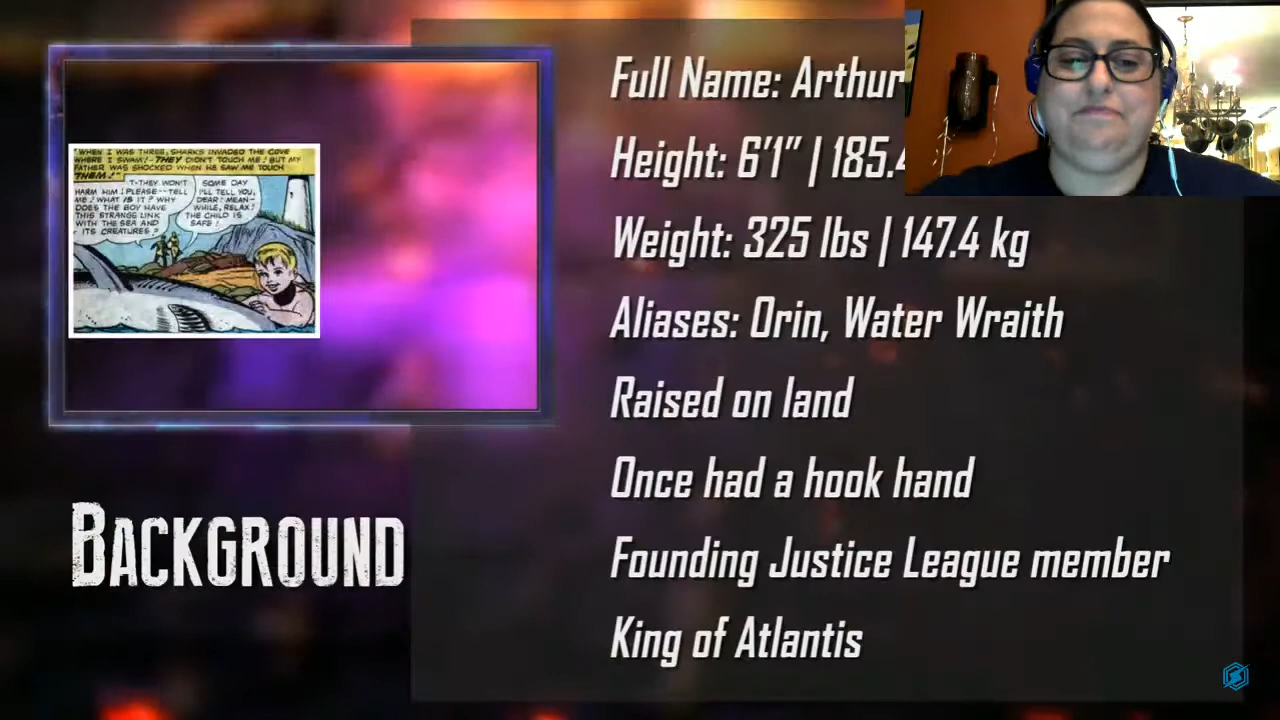 "WHEN I WAS THREE, SHARKS INVADED THE COVE
WHERE I SWAM! -- THEY DIDN'T TOUCH ME! BUT MY
FATHER WAS SHOCKED WHEN HE SAW ME TOUCH
THEM!"
T-THEY WON'T
HARM HIM! PLEASE--TELL
ME! WHAT IS IT? WHY
DOES THE BOY HAVE
THIS STRANGE LINK
WITH THE SEA AND
ITS CREATURES?
SOME DAY
I'LL TELL YOU,
DEAR! MEAN-
WHILE, RELAX!
THE CHILD IS
SAFE!
BACKGROUND
Full Name: Arthur
Height: 6'1" | 185.4
Weight: 325 lbs | 147.4 kg
Aliases: Orin, Water Wraith
Raised on land
Once had a hook hand
Founding Justice League member
King of Atlantis